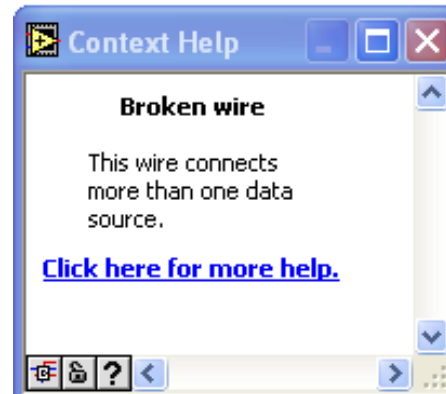 Context Help
Broken wire
This wire connects
more than one data
source.
Click here for more help.
?